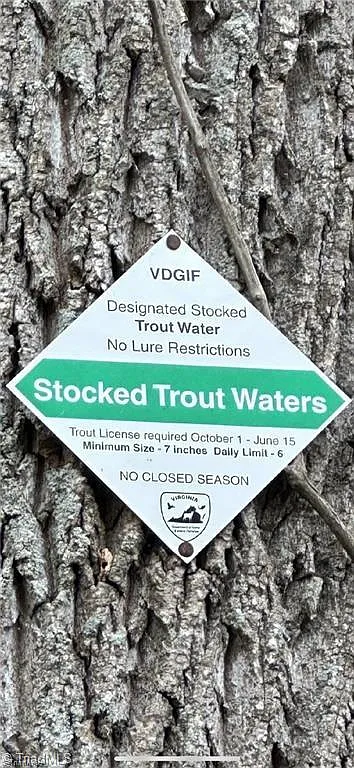 VDGIF
Designated Stocked
Trout Water
No Lure Restrictions
Stocked Trout Waters
Trout License required October 1 - June 15
Minimum Size - 7 inches Daily Limit - 6
NO CLOSED SEASON
VIRGINIA
© TriadMLS